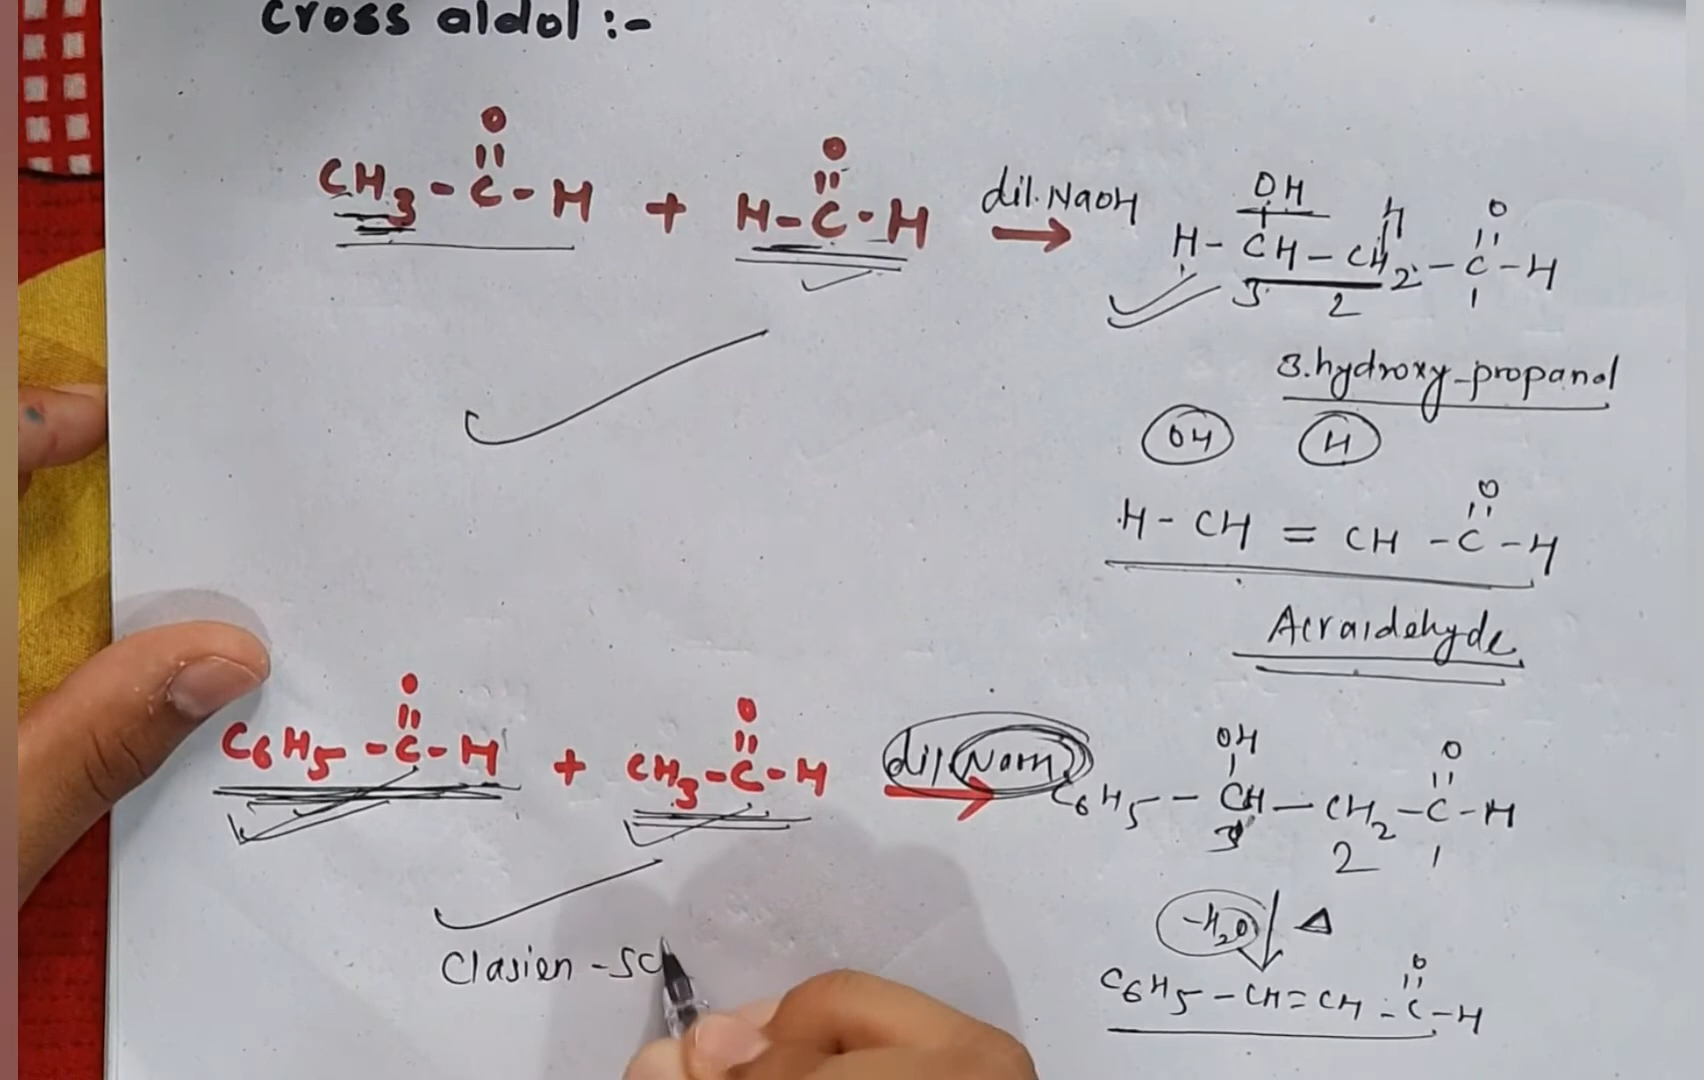 Cross aldol :-
O
||
CH3 - C - H + H - C - H dil. NaOH
O
||
OH H O
H - CH - CH2 - C - H
3 2 1
3. hydroxy-propanal
OH H
O
H - CH = CH - C - H
Acraldehyde
O O
|| ||
C6H5 - C - H + CH3 - C - H dil NaOH
OH O
C6H5 - CH - CH2 - C - H
3 2 1
-H2O Δ
Clasien - SC
O
C6H5 - CH = CH - C - H